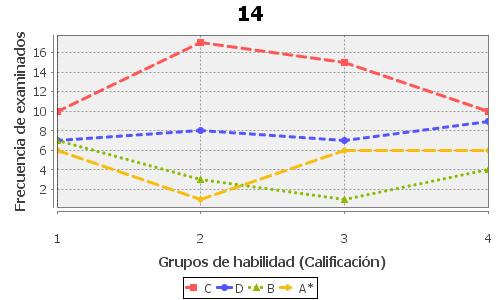 14
Frecuencia de examinados
16
14
12
10
8
6
4
2
1 2 3 4
Grupos de habilidad (Calificación)
C D B A*